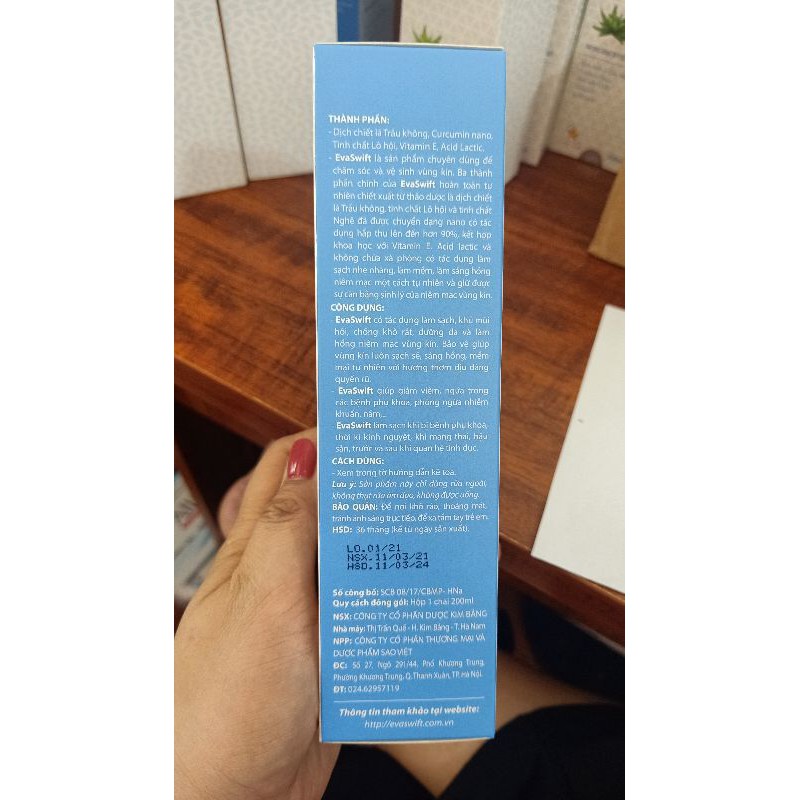 THÀNH PHẦN:
- Dịch chiết lá Trầu không, Curcumin nano,
Tinh chất Lô hội, Vitamin E, Acid Lactic.
- EvaSwift là sản phẩm chuyên dùng để
chăm sóc và vệ sinh vùng kín. Ba thành
phần chính của EvaSwift hoàn toàn tự
nhiên chiết xuất từ thảo dược là dịch chiết
lá Trầu không, tinh chất Lô hội và tinh chất
Nghệ đã được chuyển dạng nano có tác
dụng hấp thu lên đến hơn 90%, kết hợp
khoa học với Vitamin E, Acid lactic và
không chứa xà phòng có tác dụng làm
sạch nhẹ nhàng, làm mềm, làm sáng hồng
niêm mạc một cách tự nhiên và giữ được
sự cân bằng sinh lý của niêm mạc vùng kín.
CÔNG DỤNG:
- EvaSwift có tác dụng làm sạch, khử mùi
hôi, chống khô rát, dưỡng da và làm
hồng niêm mạc vùng kín. Bảo vệ giúp
vùng kín luôn sạch sẽ, sáng hồng, mềm
mại tự nhiên với hương thơm dịu dàng
quyến rũ.
- EvaSwift giúp giảm viêm, ngứa trong
các bệnh phụ khoa, phòng ngừa nhiễm
khuẩn, nấm...
EvaSwift làm sạch khi bị bệnh phụ khoa,
thời kì kinh nguyệt, khi mang thai, hậu
sản, trước và sau khi quan hệ tình dục.
CÁCH DÙNG:
- Xem trong tờ hướng dẫn kê toa.
Lưu ý: Sản phẩm này chỉ dùng rửa ngoài,
không thụt rửa âm đạo, không được uống.
BẢO QUẢN: Để nơi khô ráo, thoáng mát,
tránh ánh sáng trực tiếp, để xa tầm tay trẻ em.
HSD: 36 tháng (kể từ ngày sản xuất).
LO.01/21
NSX.11/03/21
HSD.11/03/24
Số công bố: SCB 08/17/CBMP- HNa
Quy cách đóng gói: Hộp 1 chai 200ml
NSX: CÔNG TY CỔ PHẦN DƯỢC KIM BẢNG
Nhà máy: Thị Trấn Quế - H. Kim Bảng - T. Hà Nam
NPP: CÔNG TY CỔ PHẦN THƯƠNG MẠI VÀ
DƯỢC PHẨM SAO VIỆT
ĐC: Số 27, Ngõ 291/44, Phố Khương Trung,
Phường Khương Trung, Q. Thanh Xuân, TP. Hà Nội.
ĐT: 024.62957119
Thông tin tham khảo tại website:
http://evaswift.com.vn